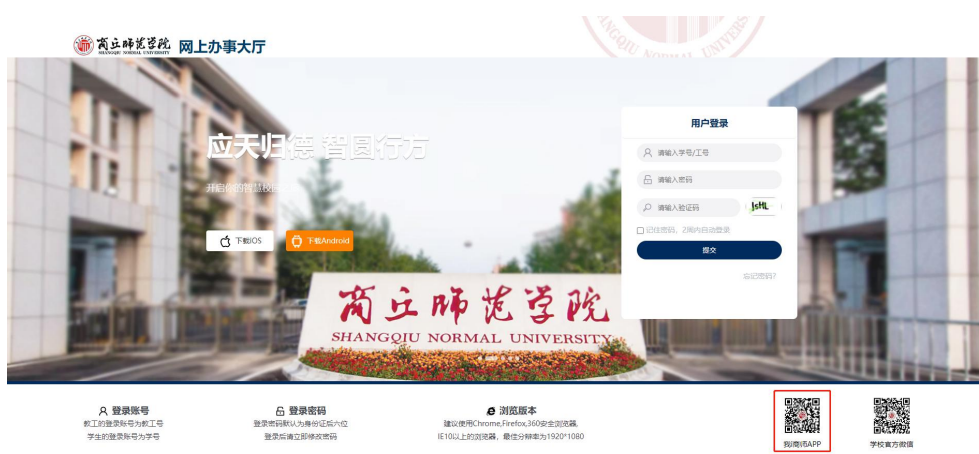 商丘师范学院 网上办事大厅
SHANGQIU NORMAL UNIVERSITY
应天归德 智圆行方
开启你的智慧校园
下载IOS
下载Android
商丘师范学院
SHANGQIU NORMAL UNIVERSITY
用户登录
请输入学号/工号
请输入密码
请输入验证码
IsHL
记住密码，2周内自动登录
提交
忘记密码?
登录账号
教工的登录账号为教工号
学生的登录账号为学号
登录密码
登录密码默认为身份证后六位
登录后请立即修改密码
浏览版本
建议使用Chrome,Firefox,360安全浏览器,
IE10以上的浏览器，最佳分辨率为1920*1080
我i商师APP
学校官方微信